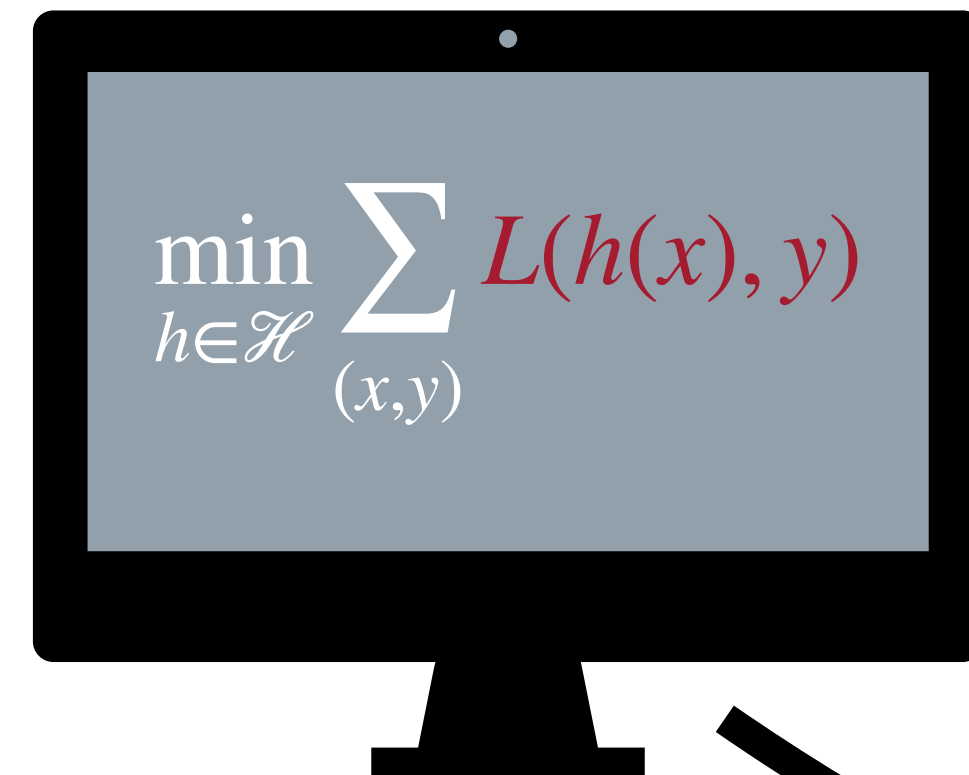 min ∑ L(h(x), y)
h∈ℋ (x,y)